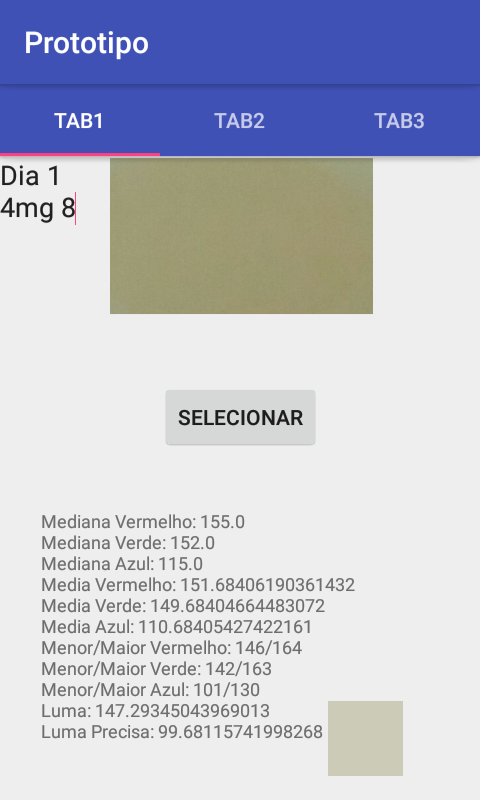 Prototipo
TAB1 TAB2 TAB3
Dia 1
4mg 8
SELECIONAR
Mediana Vermelho: 155.0
Mediana Verde: 152.0
Mediana Azul: 115.0
Media Vermelho: 151.68406190361432
Media Verde: 149.68404664483072
Media Azul: 110.68405427422161
Menor/Maior Vermelho: 146/164
Menor/Maior Verde: 142/163
Menor/Maior Azul: 101/130
Luma: 147.29345043969013
Luma Precisa: 99.68115741998268